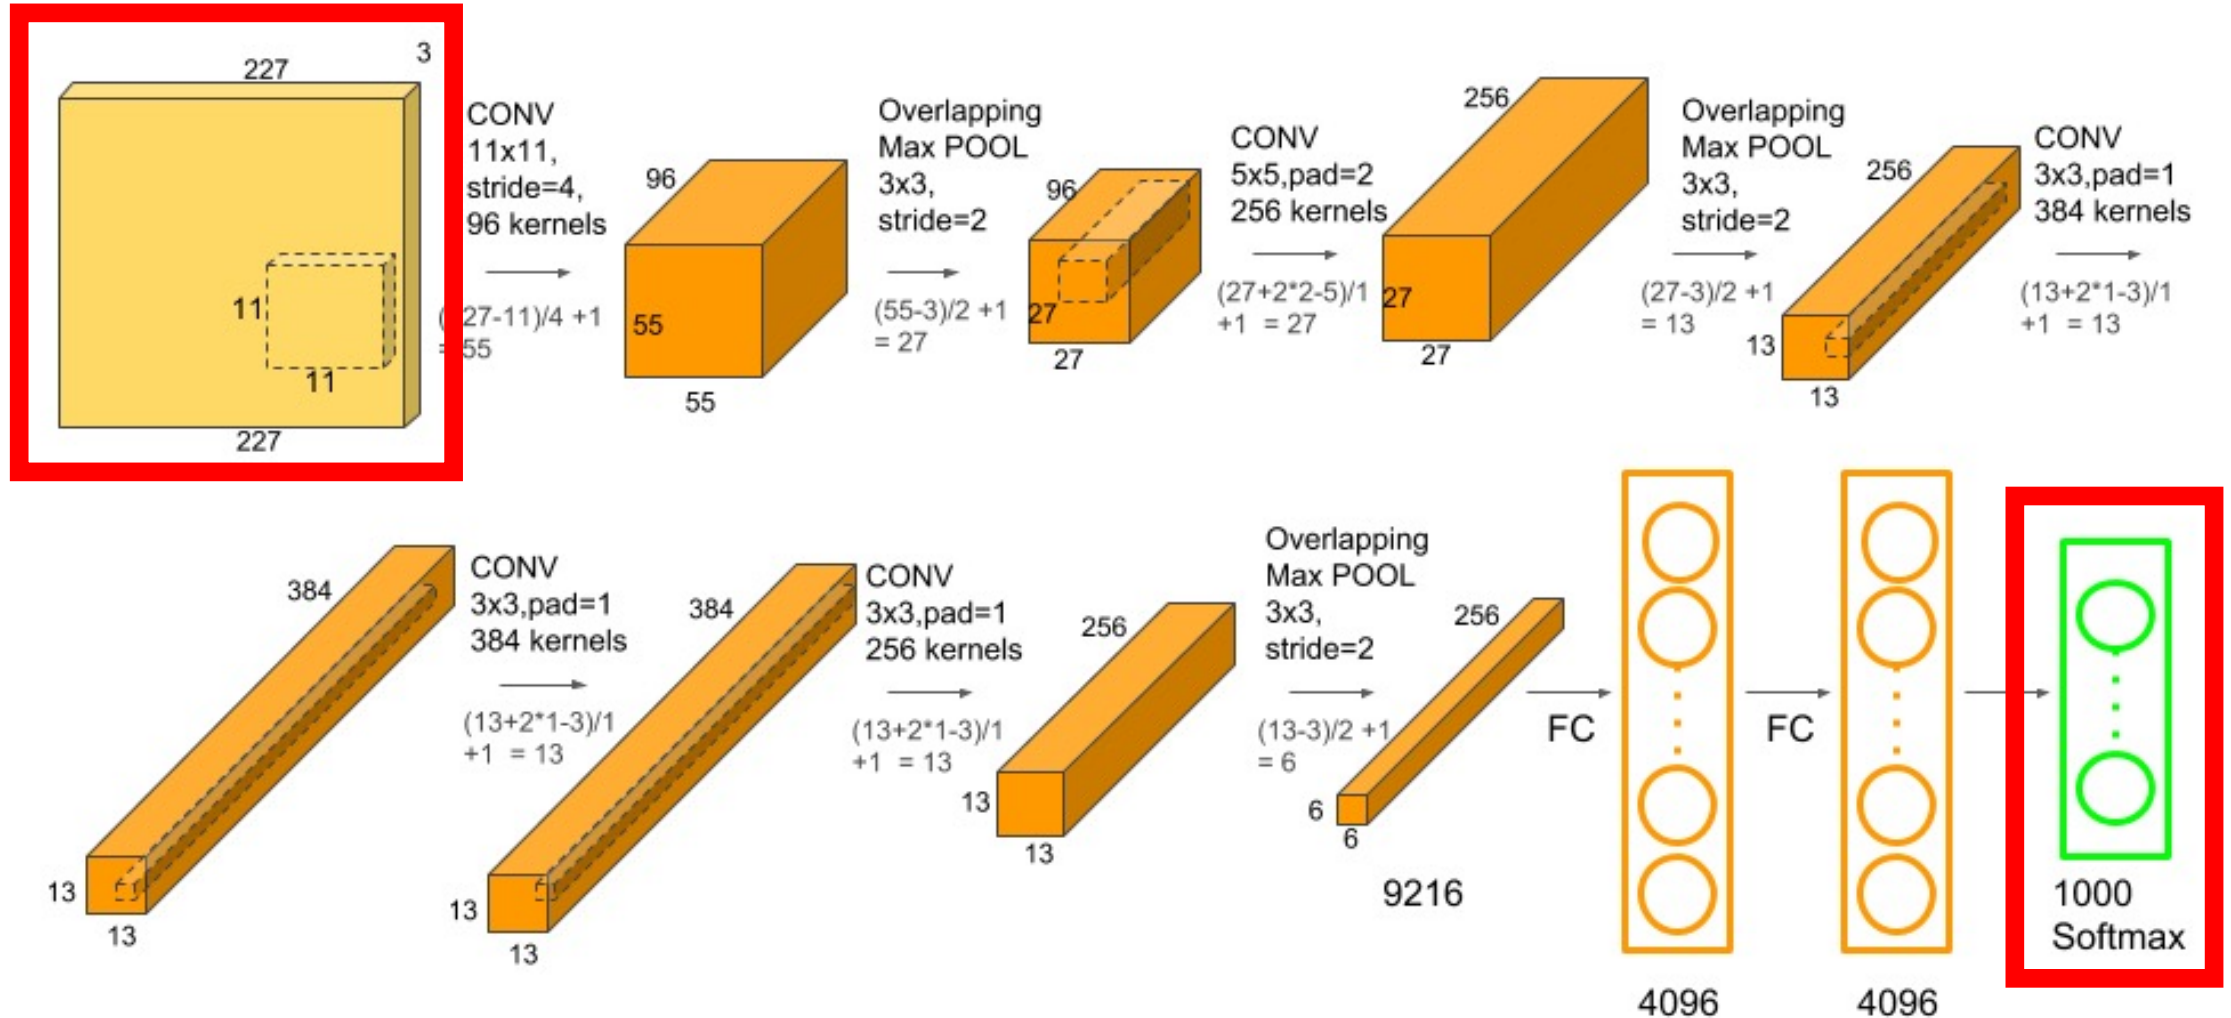 227
3
11
11
227
CONV
11x11,
stride=4,
96 kernels
27-11)/4 +1
55
96
55
55
Overlapping
Max POOL
3x3,
stride=2
(55-3)/2 +1
= 27
96
27
27
CONV
5x5,pad=2
256 kernels
(27+2*2-5)/1
+1 = 27
256
27
27
Overlapping
Max POOL
3x3,
stride=2
(27-3)/2 +1
= 13
256
13
13
CONV
3x3,pad=1
384 kernels
(13+2*1-3)/1
+1 = 13
384
13
13
CONV
3x3,pad=1
384 kernels
(13+2*1-3)/1
+1 = 13
384
13
13
CONV
3x3,pad=1
256 kernels
(13+2*1-3)/1
+1 = 13
256
13
13
Overlapping
Max POOL
3x3,
stride=2
(13-3)/2 +1
= 6
256
6
6
9216
FC
4096
FC
4096
1000
Softmax